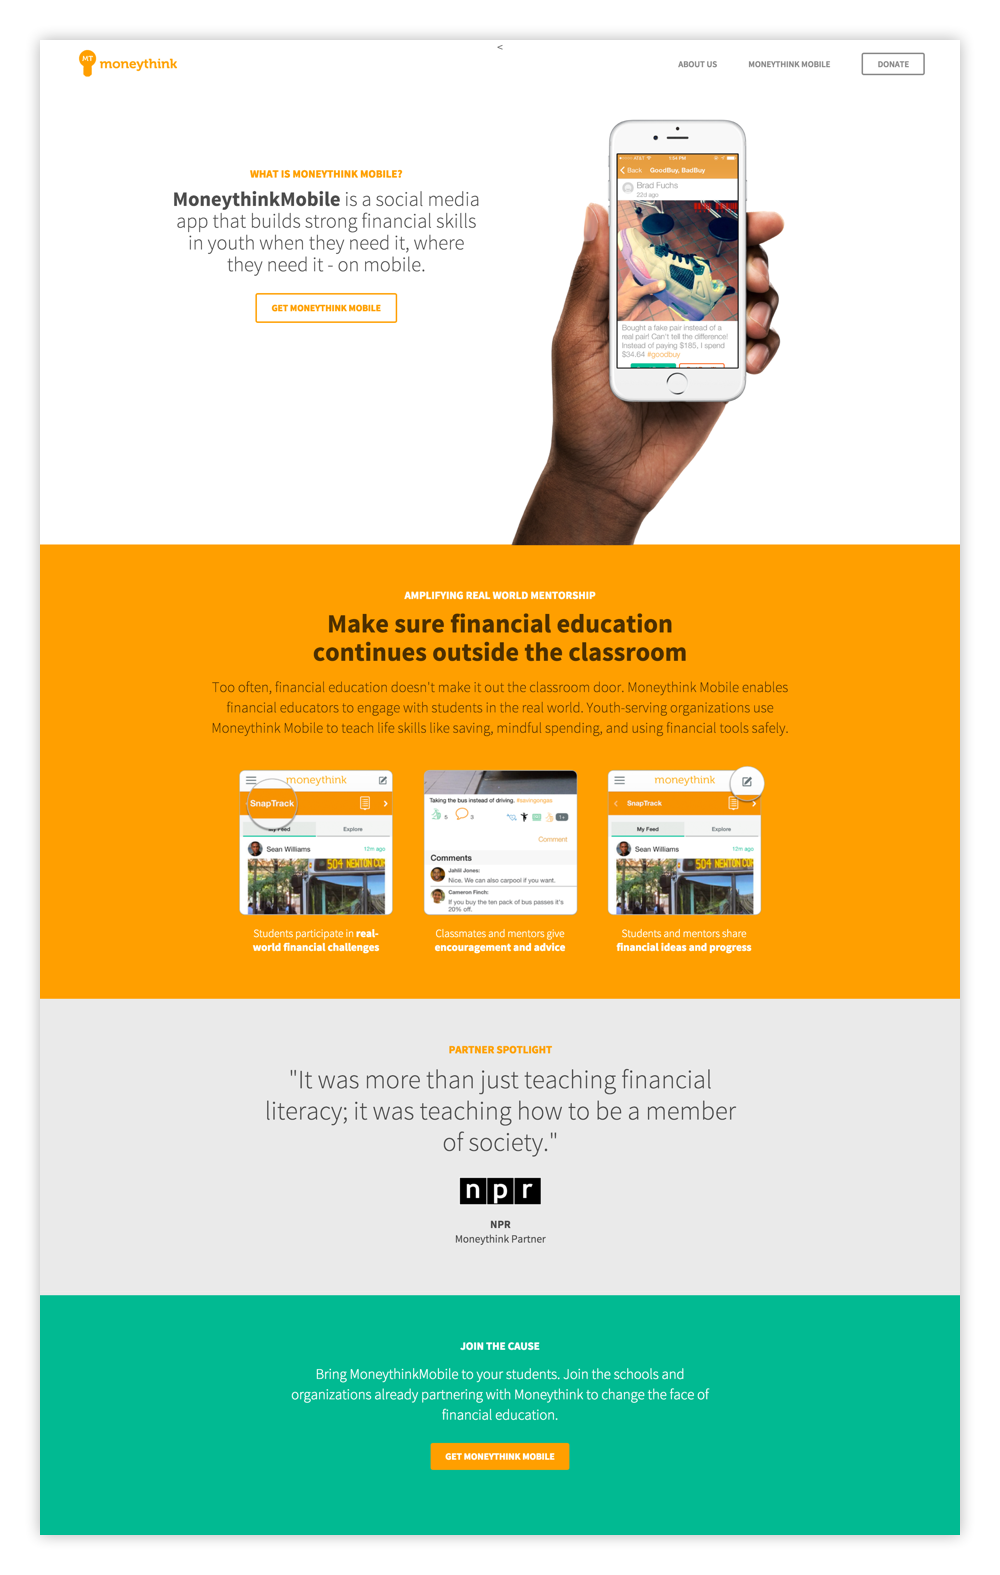 <
MT moneythink
ABOUT US
MONEYTHINK MOBILE
DONATE
WHAT IS MONEYTHINK MOBILE?
MoneythinkMobile is a social media
app that builds strong financial skills
in youth when they need it, where
they need it - on mobile.
GET MONEYTHINK MOBILE
AT&T 1:54 PM
Back GoodBuy, BadBuy
Brad Fuchs
22d ago
Bought a fake pair instead of a
real pair! Can't tell the difference!
Instead of paying $185, I spend
$34.64 #goodbuy
AMPLIFYING REAL WORLD MENTORSHIP
Make sure financial education
continues outside the classroom
Too often, financial education doesn't make it out the classroom door. Moneythink Mobile enables
financial educators to engage with students in the real world. Youth-serving organizations use
Moneythink Mobile to teach life skills like saving, mindful spending, and using financial tools safely.
moneythink
SnapTrack
My Feed Explore
Sean Williams 12m ago
504 NEWTON COR
Students participate in real-
world financial challenges
Taking the bus instead of driving. #savingongas
5 3 1+
Comment
Comments
Jahlil Jones:
Nice, We can also carpool if you want.
Cameron Finch:
If you buy the ten pack of bus passes it's
20% off.
Classmates and mentors give
encouragement and advice
moneythink
SnapTrack
My Feed Explore
Sean Williams 12m ago
504 NEWTON COR
Students and mentors share
financial ideas and progress
PARTNER SPOTLIGHT
"It was more than just teaching financial
literacy; it was teaching how to be a member
of society."
npr
NPR
Moneythink Partner
JOIN THE CAUSE
Bring MoneythinkMobile to your students. Join the schools and
organizations already partnering with Moneythink to change the face of
financial education.
GET MONEYTHINK MOBILE